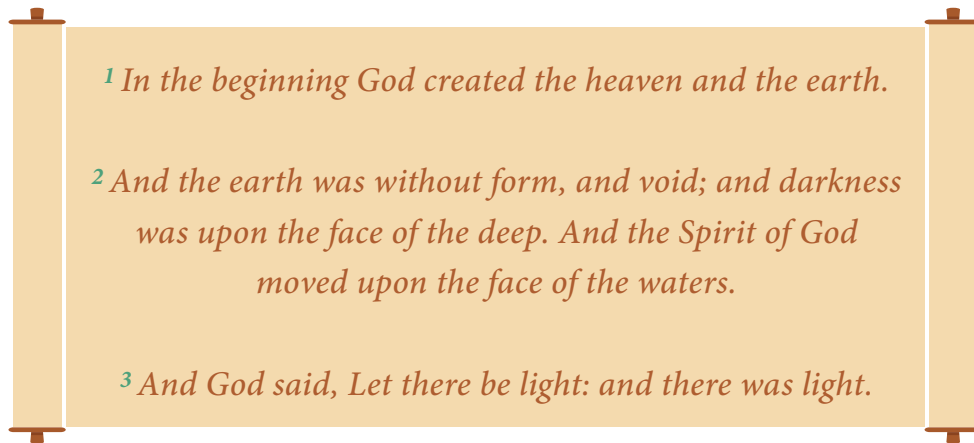 1 In the beginning God created the heaven and the earth.
2 And the earth was without form, and void; and darkness
was upon the face of the deep. And the Spirit of God
moved upon the face of the waters.
3 And God said, Let there be light: and there was light.